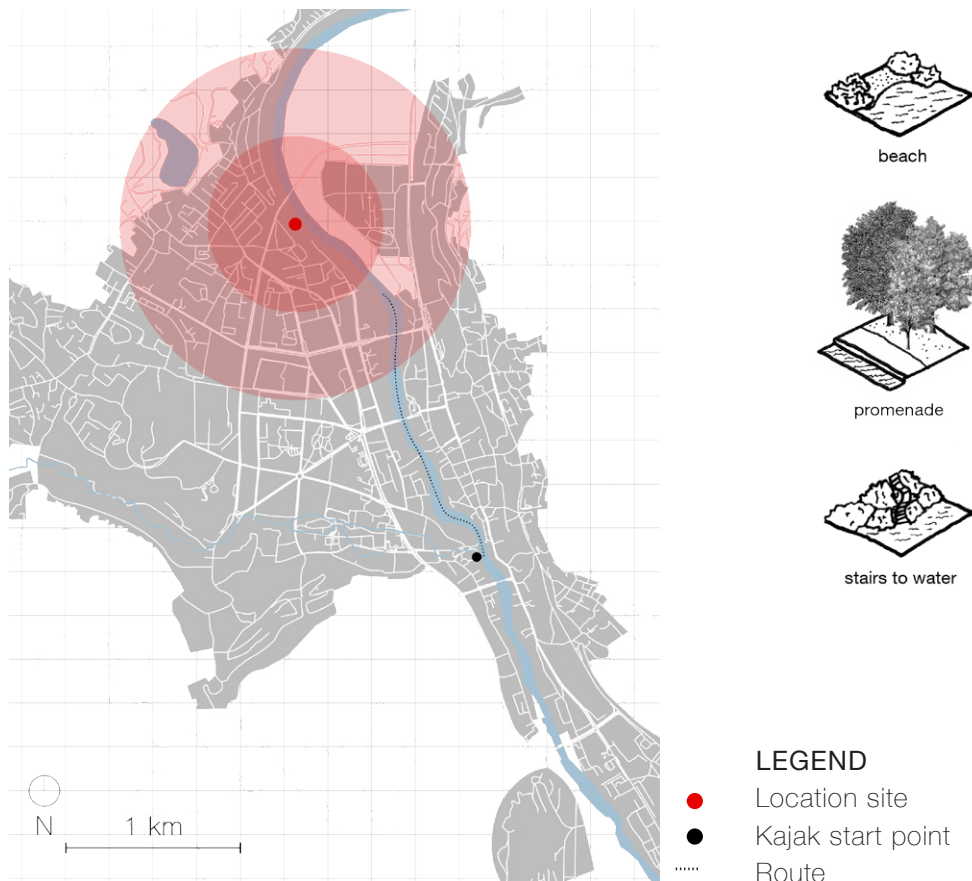 beach
promenade
stairs to water
N
1 km
LEGEND
Location site
Kajak start point
Route